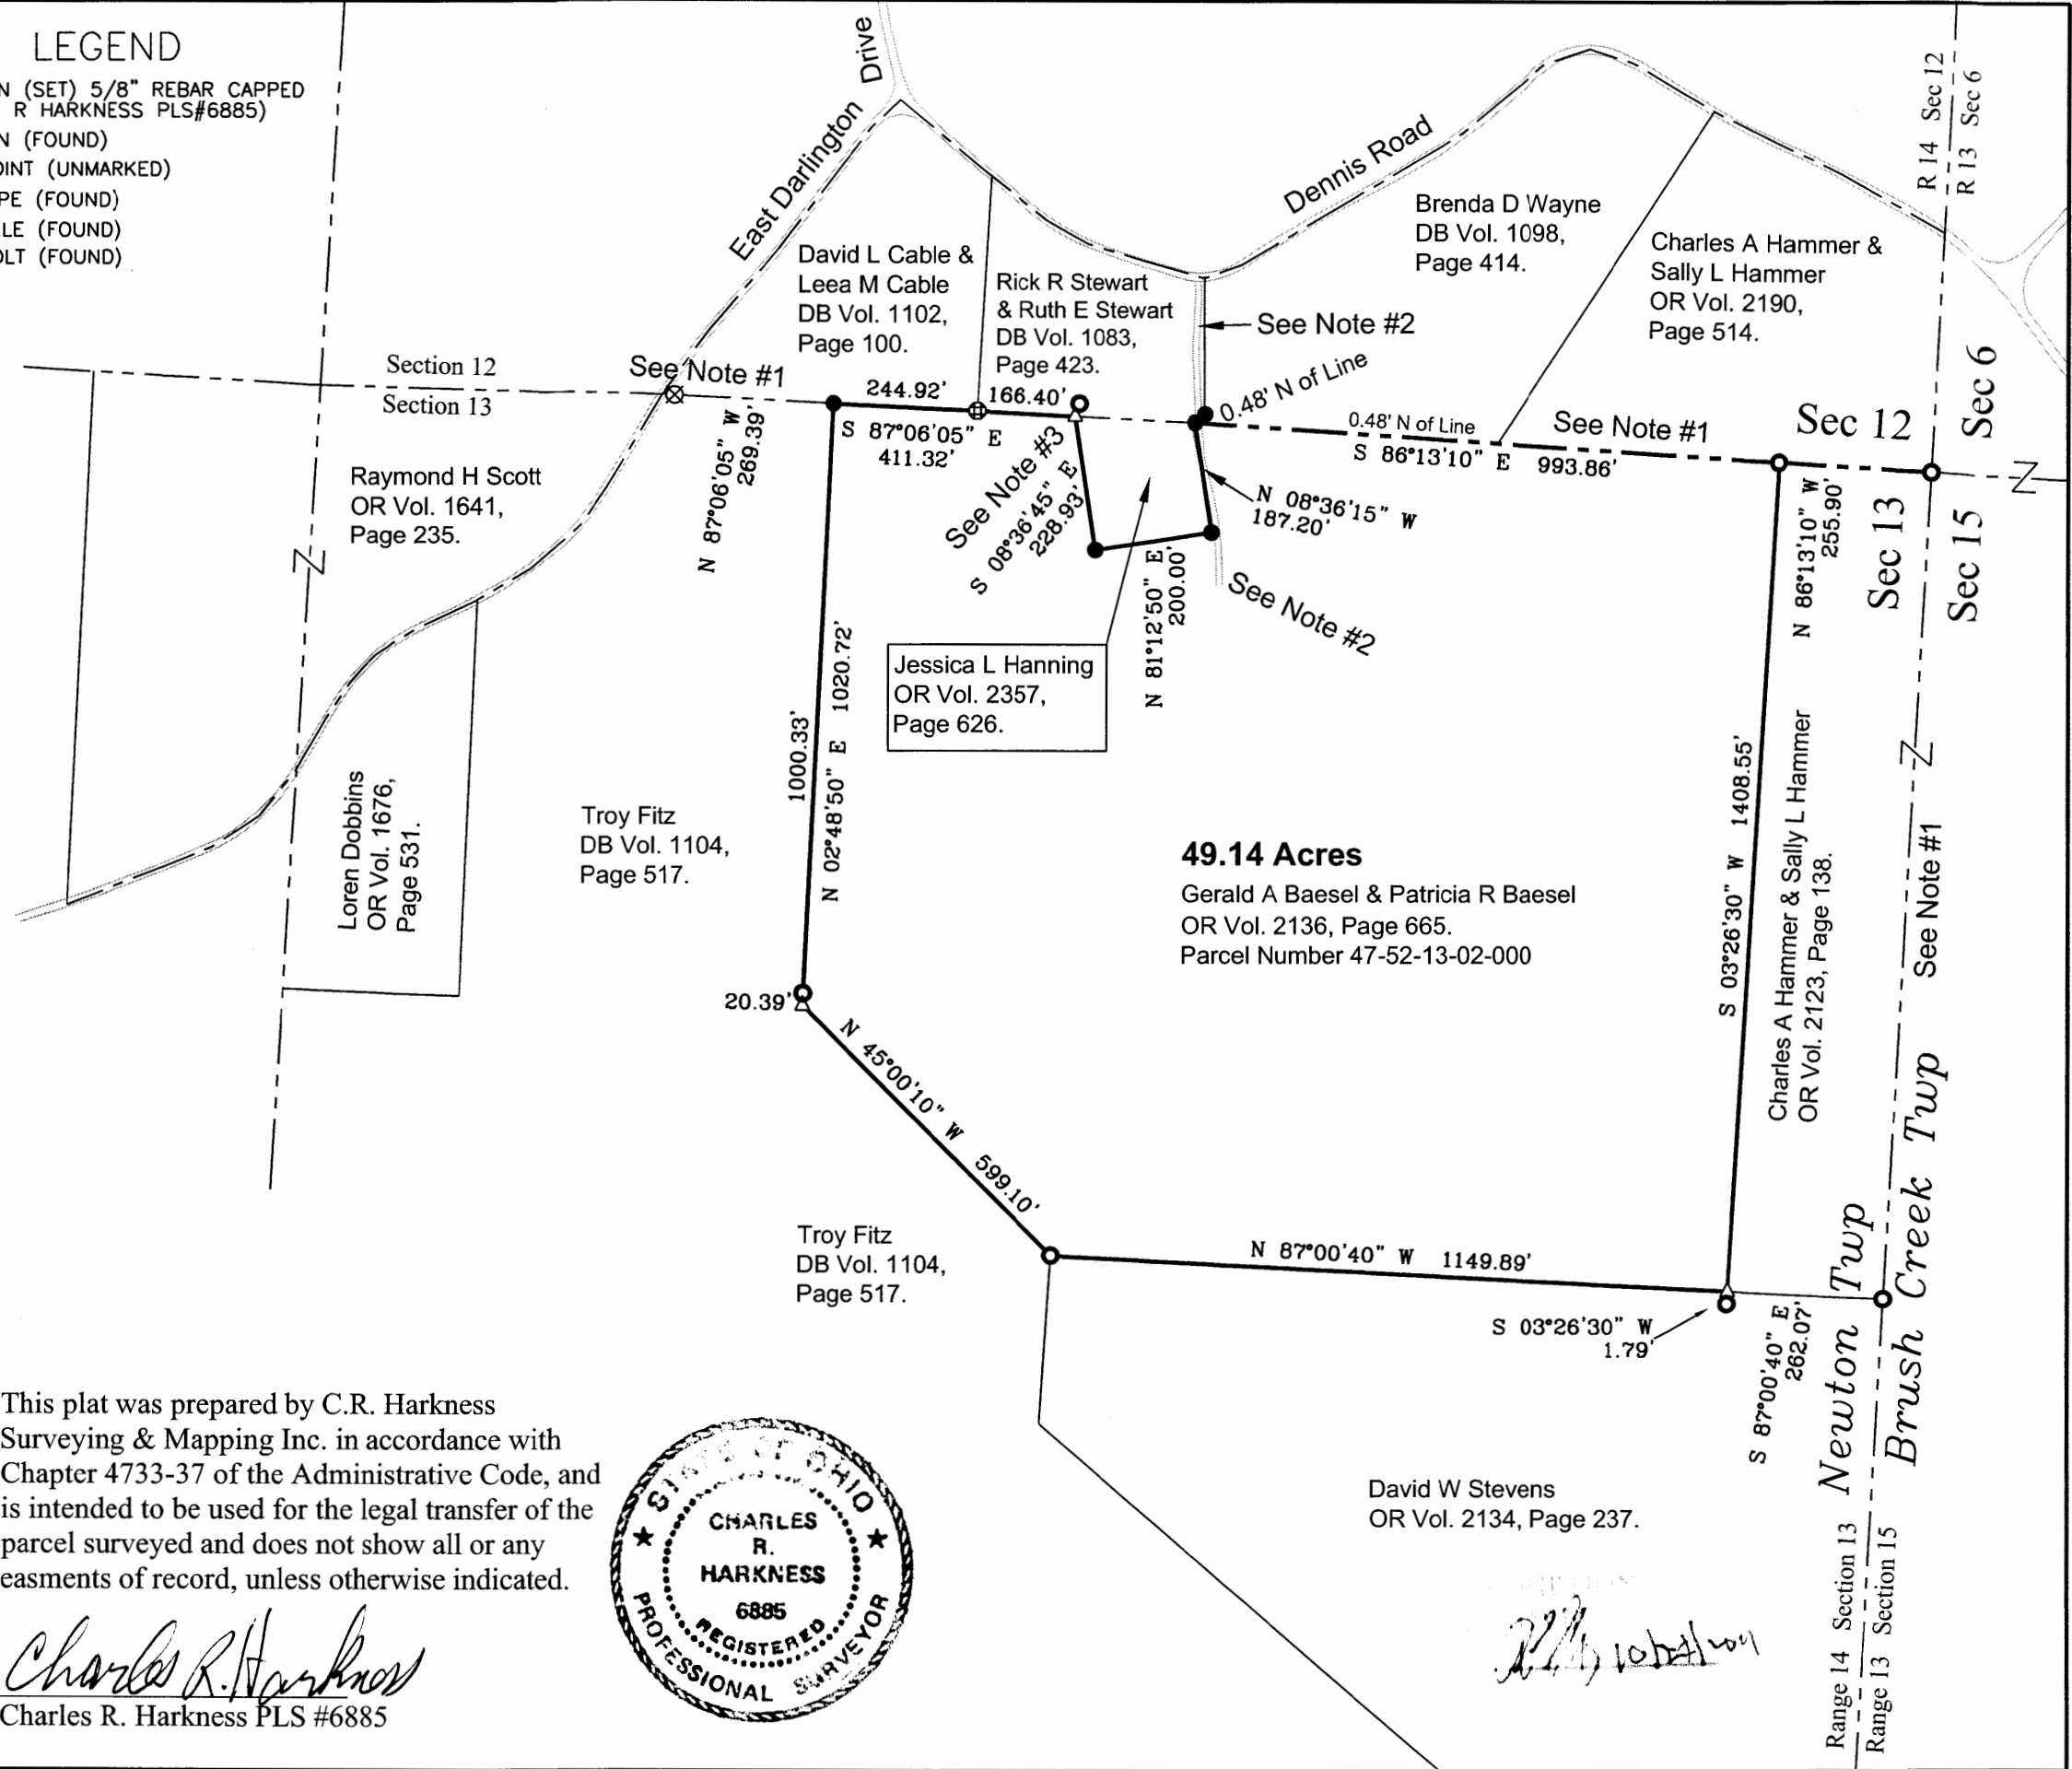 LEGEND
N (SET) 5/8" REBAR CAPPED
R HARKNESS PLS#6885)
N (FOUND)
OINT (UNMARKED)
PE (FOUND)
LE (FOUND)
OLT (FOUND)
East Darlington Drive
Dennis Road
R 14 Sec 12
R 13 Sec 6
David L Cable &
Leea M Cable
DB Vol. 1102,
Page 100.
Rick R Stewart
& Ruth E Stewart
DB Vol. 1083,
Page 423.
Brenda D Wayne
DB Vol. 1098,
Page 414.
Charles A Hammer &
Sally L Hammer
OR Vol. 2190,
Page 514.
See Note #2
Section 12
Section 13
See Note #1
244.92'
166.40'
0.48' N of Line
0.48' N of Line
See Note #1
Sec 12
Sec 6
S 87°06'05" E
411.32'
N 87°06'05" W
269.39'
See Note #3
S 08°36'45" E
228.93'
S 86°13'10" E 993.86'
N 08°36'15" W
187.20'
N 86°13'10" W
255.90'
Sec 13
Sec 15
Raymond H Scott
OR Vol. 1641,
Page 235.
N 81°12'50" E
200.00'
See Note #2
Jessica L Hanning
OR Vol. 2357,
Page 626.
1000.33'
N 02°48'50" E 1020.72'
Loren Dobbins
OR Vol. 1676,
Page 531.
Troy Fitz
DB Vol. 1104,
Page 517.
49.14 Acres
Gerald A Baesel & Patricia R Baesel
OR Vol. 2136, Page 665.
Parcel Number 47-52-13-02-000
S 03°26'30" W 1408.55'
Charles A Hammer & Sally L Hammer
OR Vol. 2123, Page 138.
See Note #1
20.39'
N 45°00'10" W 599.10'
Troy Fitz
DB Vol. 1104,
Page 517.
N 87°00'40" W 1149.89'
S 03°26'30" W
1.79'
S 87°00'40" E
262.07'
Newton Twp
Brush Creek Twp
Range 14 Section 13
Range 13 Section 15
David W Stevens
OR Vol. 2134, Page 237.
This plat was prepared by C.R. Harkness
Surveying & Mapping Inc. in accordance with
Chapter 4733-37 of the Administrative Code, and
is intended to be used for the legal transfer of the
parcel surveyed and does not show all or any
easments of record, unless otherwise indicated.
Charles R. Harkness
Charles R. Harkness PLS #6885
STATE OF OHIO
CHARLES
R.
HARKNESS
6885
REGISTERED
PROFESSIONAL SURVEYOR